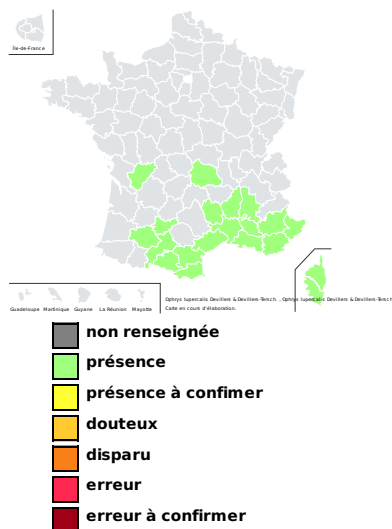 Île-de-France
Guadeloupe Martinique Guyane La Réunion Mayotte
Ophrys lupercalis Devillers & Devillers-Tersch. , Ophrys lupercalis Devillers & Devillers-Tersch
Carte en cours d'élaboration.
non renseignée
présence
présence à confimer
douteux
disparu
erreur
erreur à confirmer